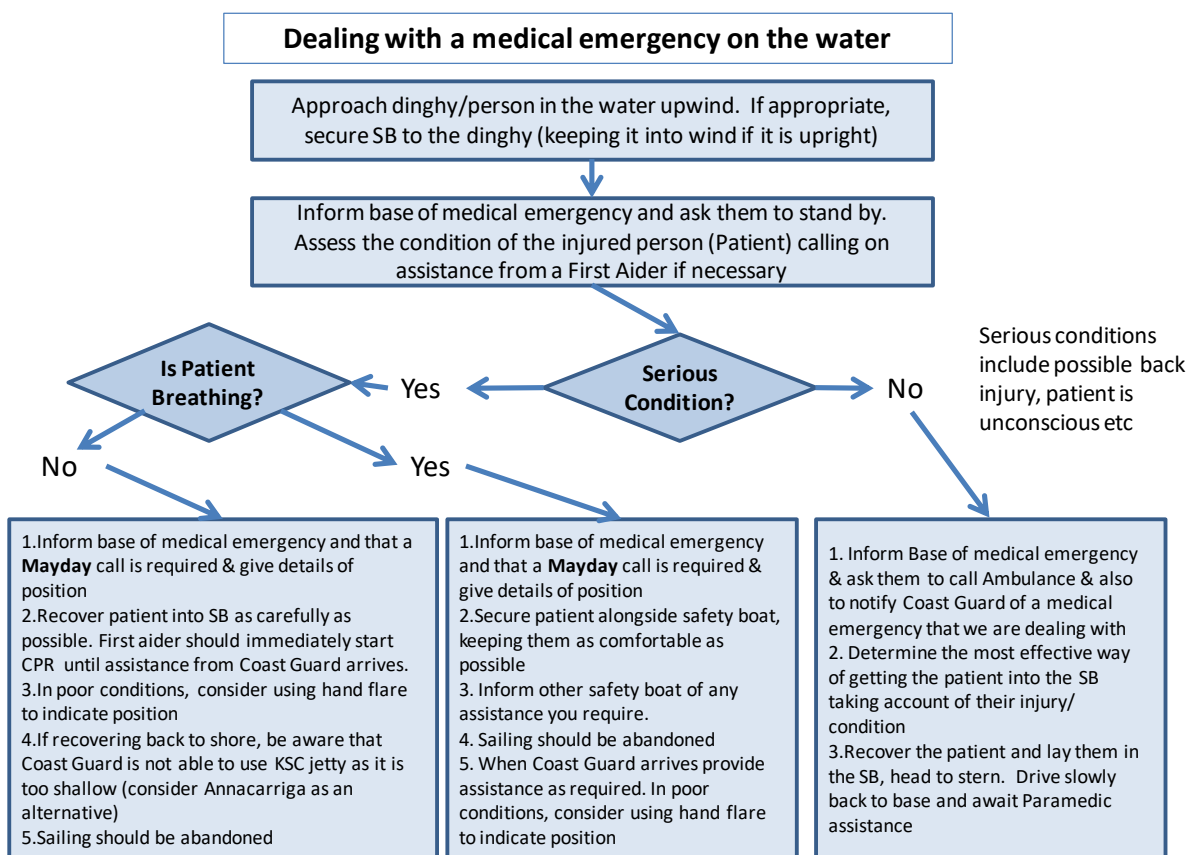 Dealing with a medical emergency on the water
Approach dinghy/person in the water upwind.  If appropriate,
secure SB to the dinghy (keeping it into wind if it is upright)
Inform base of medical emergency and ask them to stand by.
Assess the condition of the injured person (Patient) calling on
assistance from a First Aider if necessary
Is Patient
Breathing?
Yes
Serious
Condition?
No
Serious conditions
include possible back
injury, patient is
unconscious etc
No
Yes
1.Inform base of medical emergency and that a
Mayday call is required & give details of
position
2.Recover patient into SB as carefully as
possible. First aider should immediately start
CPR  until assistance from Coast Guard arrives.
3.In poor conditions, consider using hand flare
to indicate position
4.If recovering back to shore, be aware that
Coast Guard is not able to use KSC jetty as it is
too shallow (consider Annacarriga as an
alternative)
5.Sailing should be abandoned
1.Inform base of medical emergency
and that a Mayday call is required &
give details of position
2.Secure patient alongside safety boat,
keeping them as comfortable as
possible
3. Inform other safety boat of any
assistance you require.
4. Sailing should be abandoned
5. When Coast Guard arrives provide
assistance as required. In poor
conditions, consider using hand flare
to indicate position
1. Inform Base of medical emergency
& ask them to call Ambulance & also
to notify Coast Guard of a medical
emergency that we are dealing with
2. Determine the most effective way
of getting the patient into the SB
taking account of their injury/
condition
3.Recover the patient and lay them in
the SB, head to stern.  Drive slowly
back to base and await Paramedic
assistance